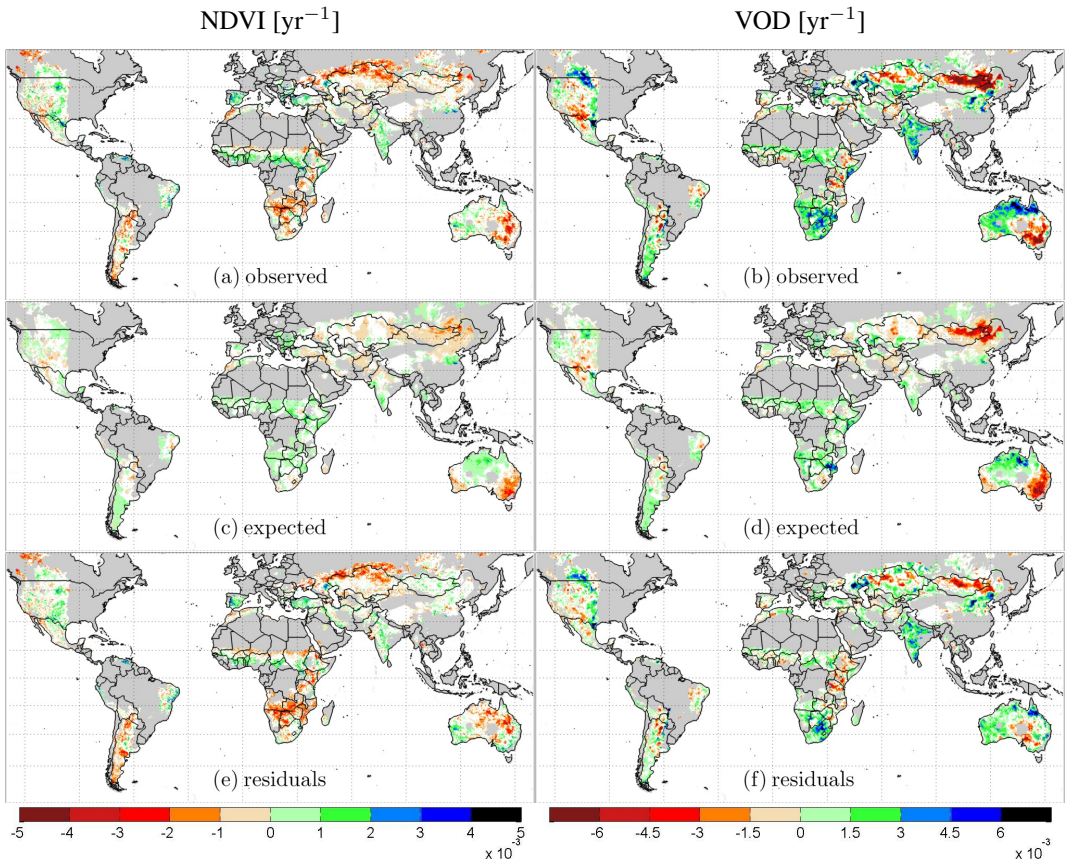 NDVI [yr⁻¹] VOD [yr⁻¹]
(a) observed (b) observed
(c) expected (d) expected
(e) residuals (f) residuals
-5 -4 -3 -2 -1 0 1 2 3 4 5 -6 -4.5 -3 -1.5 0 1.5 3 4.5 6
x 10⁻³ x 10⁻³